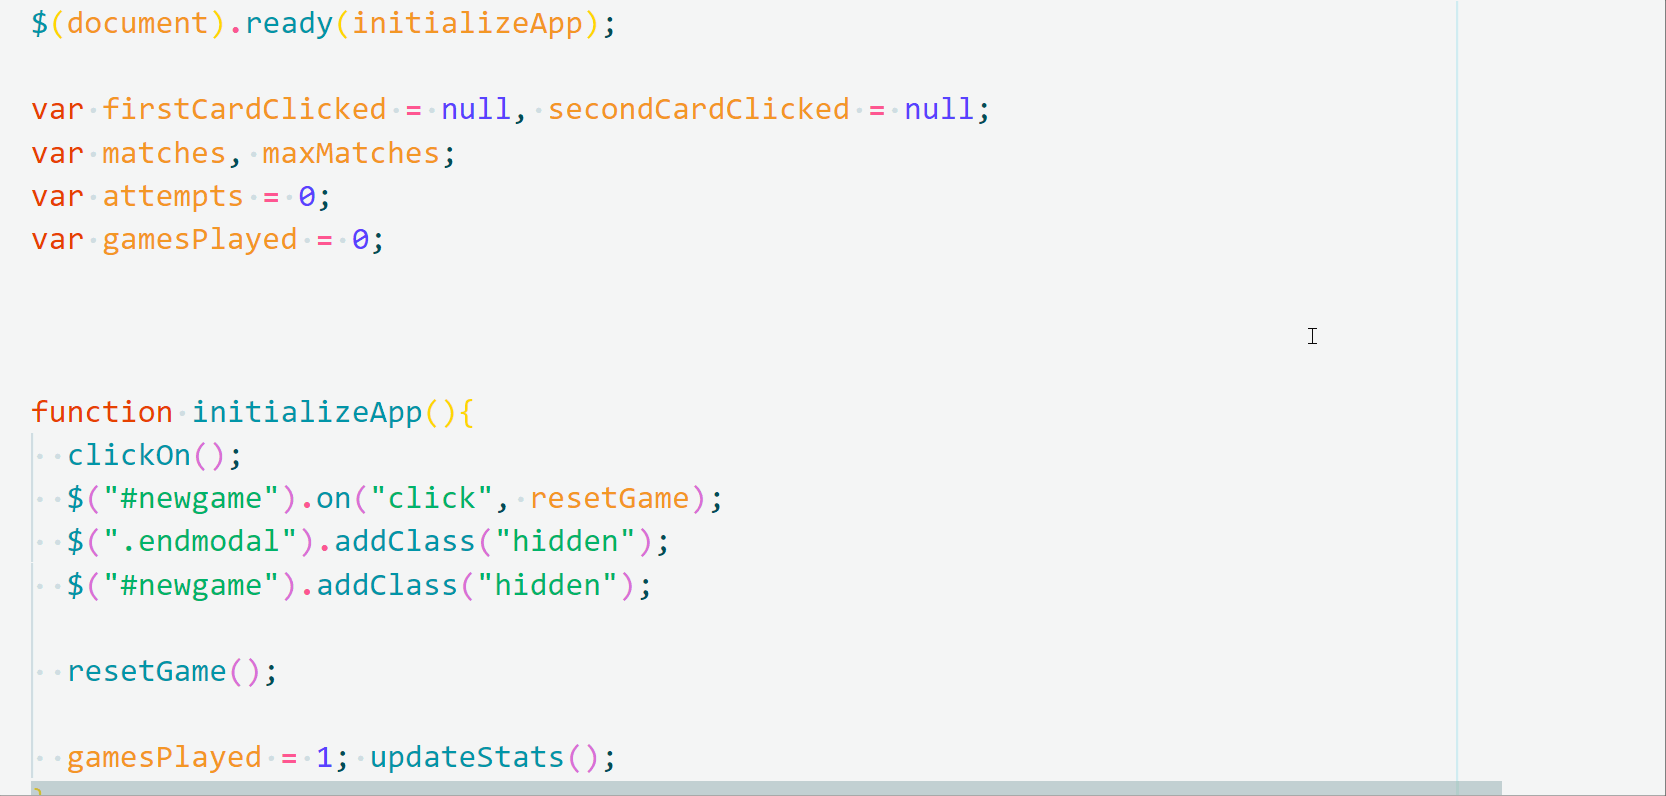 $(document).ready(initializeApp);
var firstCardClicked = null, secondCardClicked = null;
var matches, maxMatches;
var attempts = 0;
var gamesPlayed = 0;
function initializeApp(){
  clickOn();
  $("#newgame").on("click", resetGame);
  $(".endmodal").addClass("hidden");
  $("#newgame").addClass("hidden");
  resetGame();
  gamesPlayed = 1; updateStats();